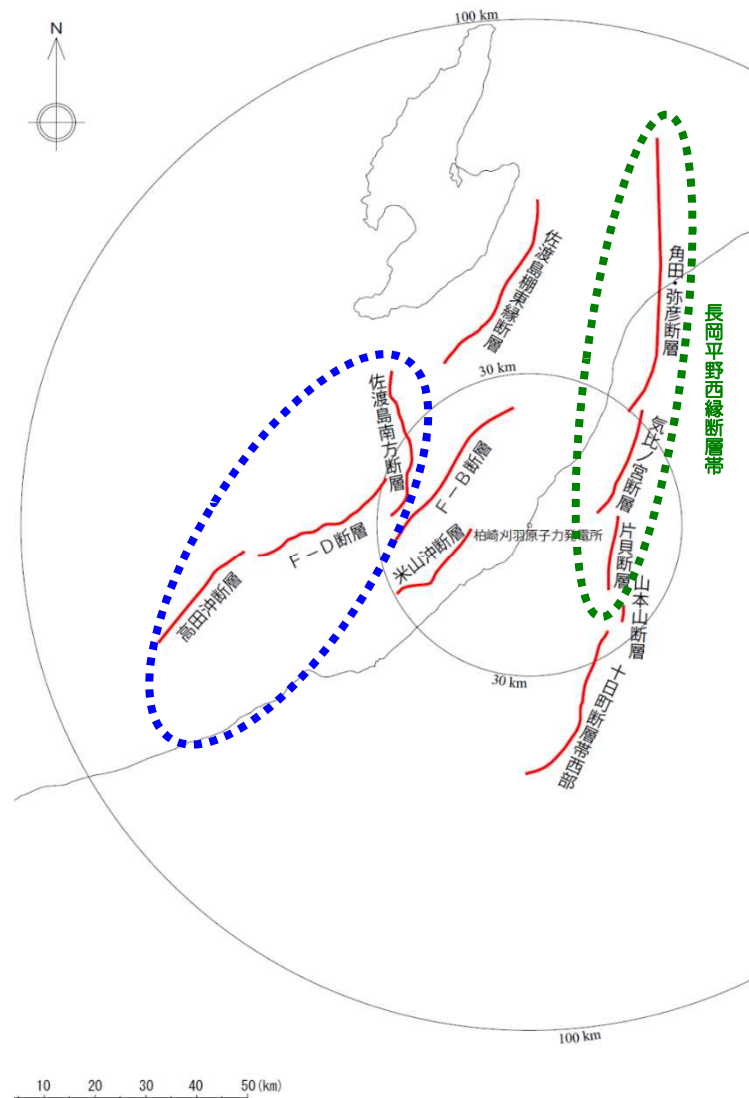 100 km
N
佐渡島棚東縁断層
角田・弥彦断層
長岡平野西縁断層帯
30 km
佐渡島南方断層
気比ノ宮断層
F－B断層
柏崎刈羽原子力発電所
片貝断層
F－D断層
米山沖断層
高田沖断層
山本山断層
30 km
十日町断層帯西部
100 km
10 20 30 40 50(km)